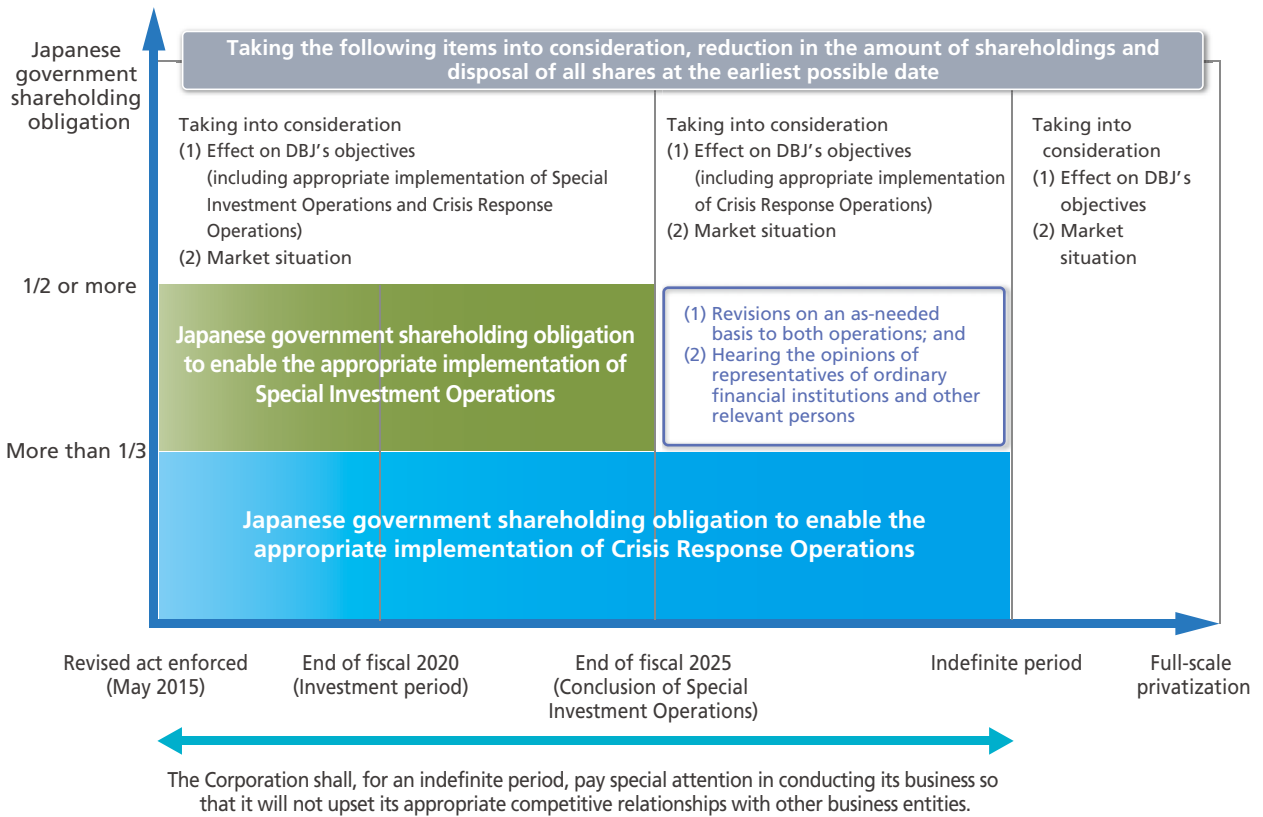 Japanese
government
shareholding
obligation
Taking the following items into consideration, reduction in the amount of shareholdings and
disposal of all shares at the earliest possible date
Taking into consideration
(1) Effect on DBJ's objectives
(including appropriate implementation of Special
Investment Operations and Crisis Response
Operations)
(2) Market situation
Taking into consideration
(1) Effect on DBJ's objectives
(including appropriate implementation
of Crisis Response Operations)
(2) Market situation
Taking into
consideration
(1) Effect on DBJ's
objectives
(2) Market
situation
1/2 or more
Japanese government shareholding obligation
to enable the appropriate implementation of
Special Investment Operations
(1) Revisions on an as-needed
basis to both operations; and
(2) Hearing the opinions of
representatives of ordinary
financial institutions and other
relevant persons
More than 1/3
Japanese government shareholding obligation to enable the
appropriate implementation of Crisis Response Operations
Revised act enforced
(May 2015)
End of fiscal 2020
(Investment period)
End of fiscal 2025
(Conclusion of Special
Investment Operations)
Indefinite period
Full-scale
privatization
The Corporation shall, for an indefinite period, pay special attention in conducting its business so
that it will not upset its appropriate competitive relationships with other business entities.